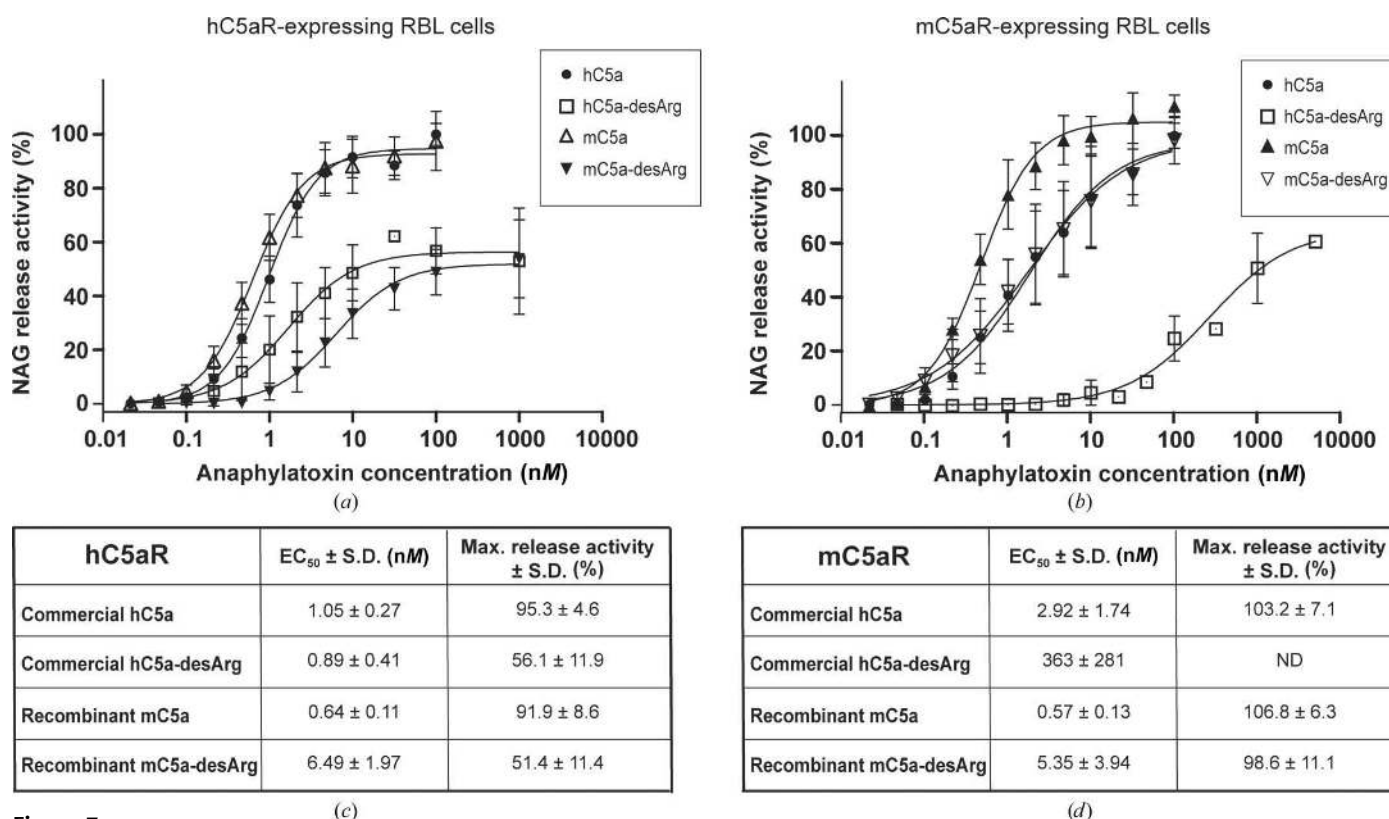 hC5aR-expressing RBL cells
hC5a
hC5a-desArg
mC5a
mC5a-desArg
NAG release activity (%)
100
80
60
40
20
0
0.01 0.1 1 10 100 1000 10000
Anaphylatoxin concentration (nM)
(a)
mC5aR-expressing RBL cells
hC5a
hC5a-desArg
mC5a
mC5a-desArg
NAG release activity (%)
100
80
60
40
20
0
0.01 0.1 1 10 100 1000 10000
Anaphylatoxin concentration (nM)
(b)
hC5aR EC₅₀ ± S.D. (nM) Max. release activity
± S.D. (%)
Commercial hC5a 1.05 ± 0.27 95.3 ± 4.6
Commercial hC5a-desArg 0.89 ± 0.41 56.1 ± 11.9
Recombinant mC5a 0.64 ± 0.11 91.9 ± 8.6
Recombinant mC5a-desArg 6.49 ± 1.97 51.4 ± 11.4
(c)
mC5aR EC₅₀ ± S.D. (nM) Max. release activity
± S.D. (%)
Commercial hC5a 2.92 ± 1.74 103.2 ± 7.1
Commercial hC5a-desArg 363 ± 281 ND
Recombinant mC5a 0.57 ± 0.13 106.8 ± 6.3
Recombinant mC5a-desArg 5.35 ± 3.94 98.6 ± 11.1
(d)